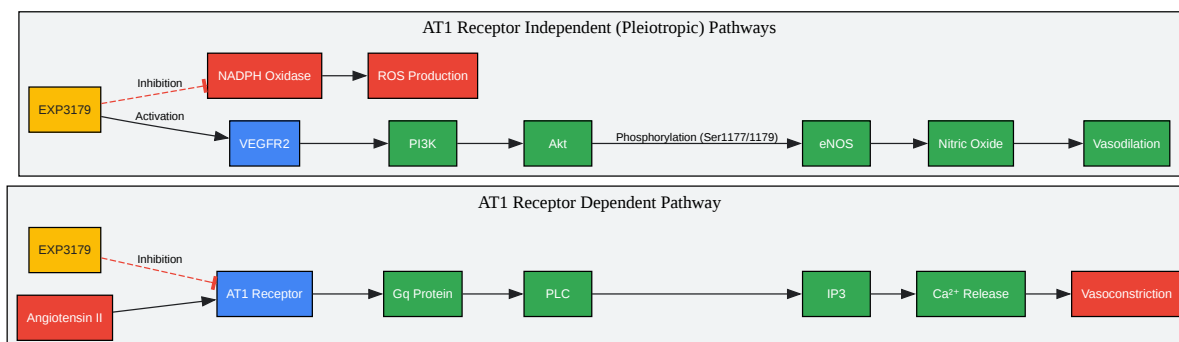 AT1 Receptor Independent (Pleiotropic) Pathways
NADPH Oxidase
ROS Production
Inhibition
EXP3179
Activation
VEGFR2
PI3K
Akt
Phosphorylation (Ser1177/1179)
eNOS
Nitric Oxide
Vasodilation
AT1 Receptor Dependent Pathway
EXP3179
Inhibition
Angiotensin II
AT1 Receptor
Gq Protein
PLC
IP3
Ca²⁺ Release
Vasoconstriction